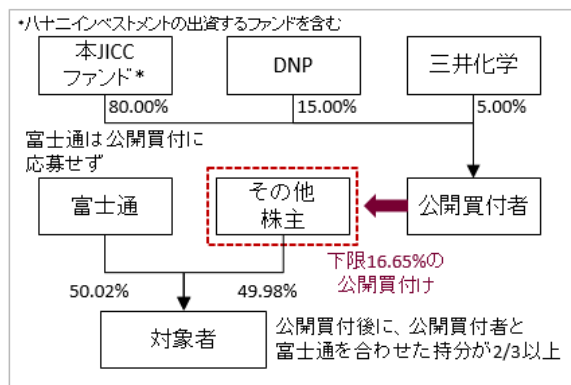 *八十二インベストメントの出資するファンドを含む
本JICC
ファンド*
DNP
三井化学
80.00%
15.00%
5.00%
富士通は公開買付に
応募せず
富士通
その他
株主
公開買付者
下限16.65%の
公開買付け
50.02%
49.98%
対象者
公開買付後に、公開買付者と
富士通を合わせた持分が2/3以上